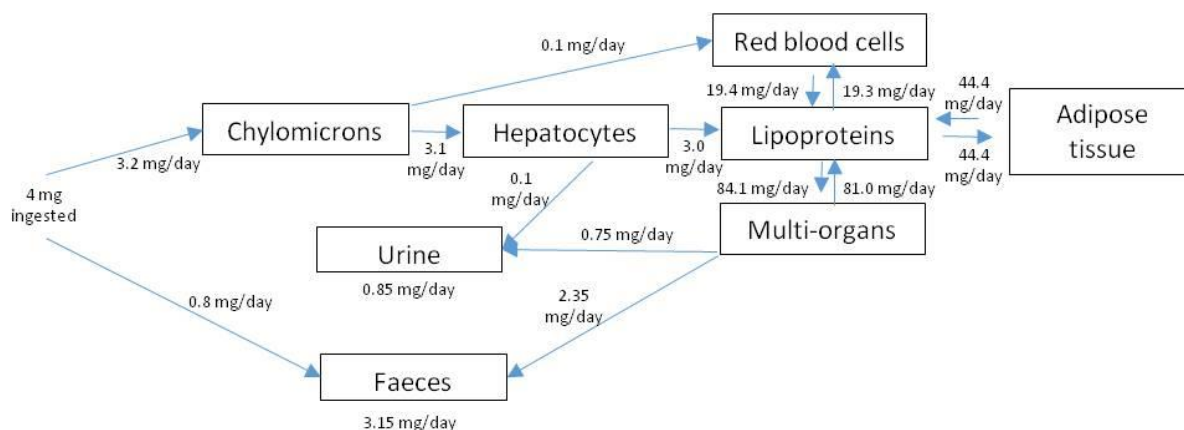 Red blood cells
0.1 mg/day
19.4 mg/day
19.3 mg/day
44.4
mg/day
Chylomicrons
Hepatocytes
Lipoproteins
Adipose
tissue
3.2 mg/day
3.1
mg/day
3.0
mg/day
44.4
mg/day
4 mg
ingested
0.1
mg/day
84.1 mg/day
81.0 mg/day
Multi-organs
Urine
0.75 mg/day
0.85 mg/day
0.8 mg/day
2.35
mg/day
Faeces
3.15 mg/day